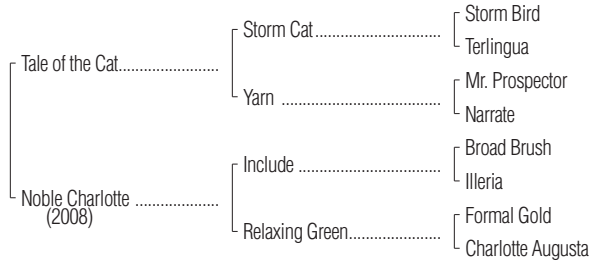 Storm Bird
Storm Cat........................................
Terlingua
Tale of the Cat.......................
Mr. Prospector
Yarn ............................................
Narrate
Broad Brush
Include .......................................
Illeria
Noble Charlotte .......................
(2008)
Formal Gold
Relaxing Green.........................
Charlotte Augusta